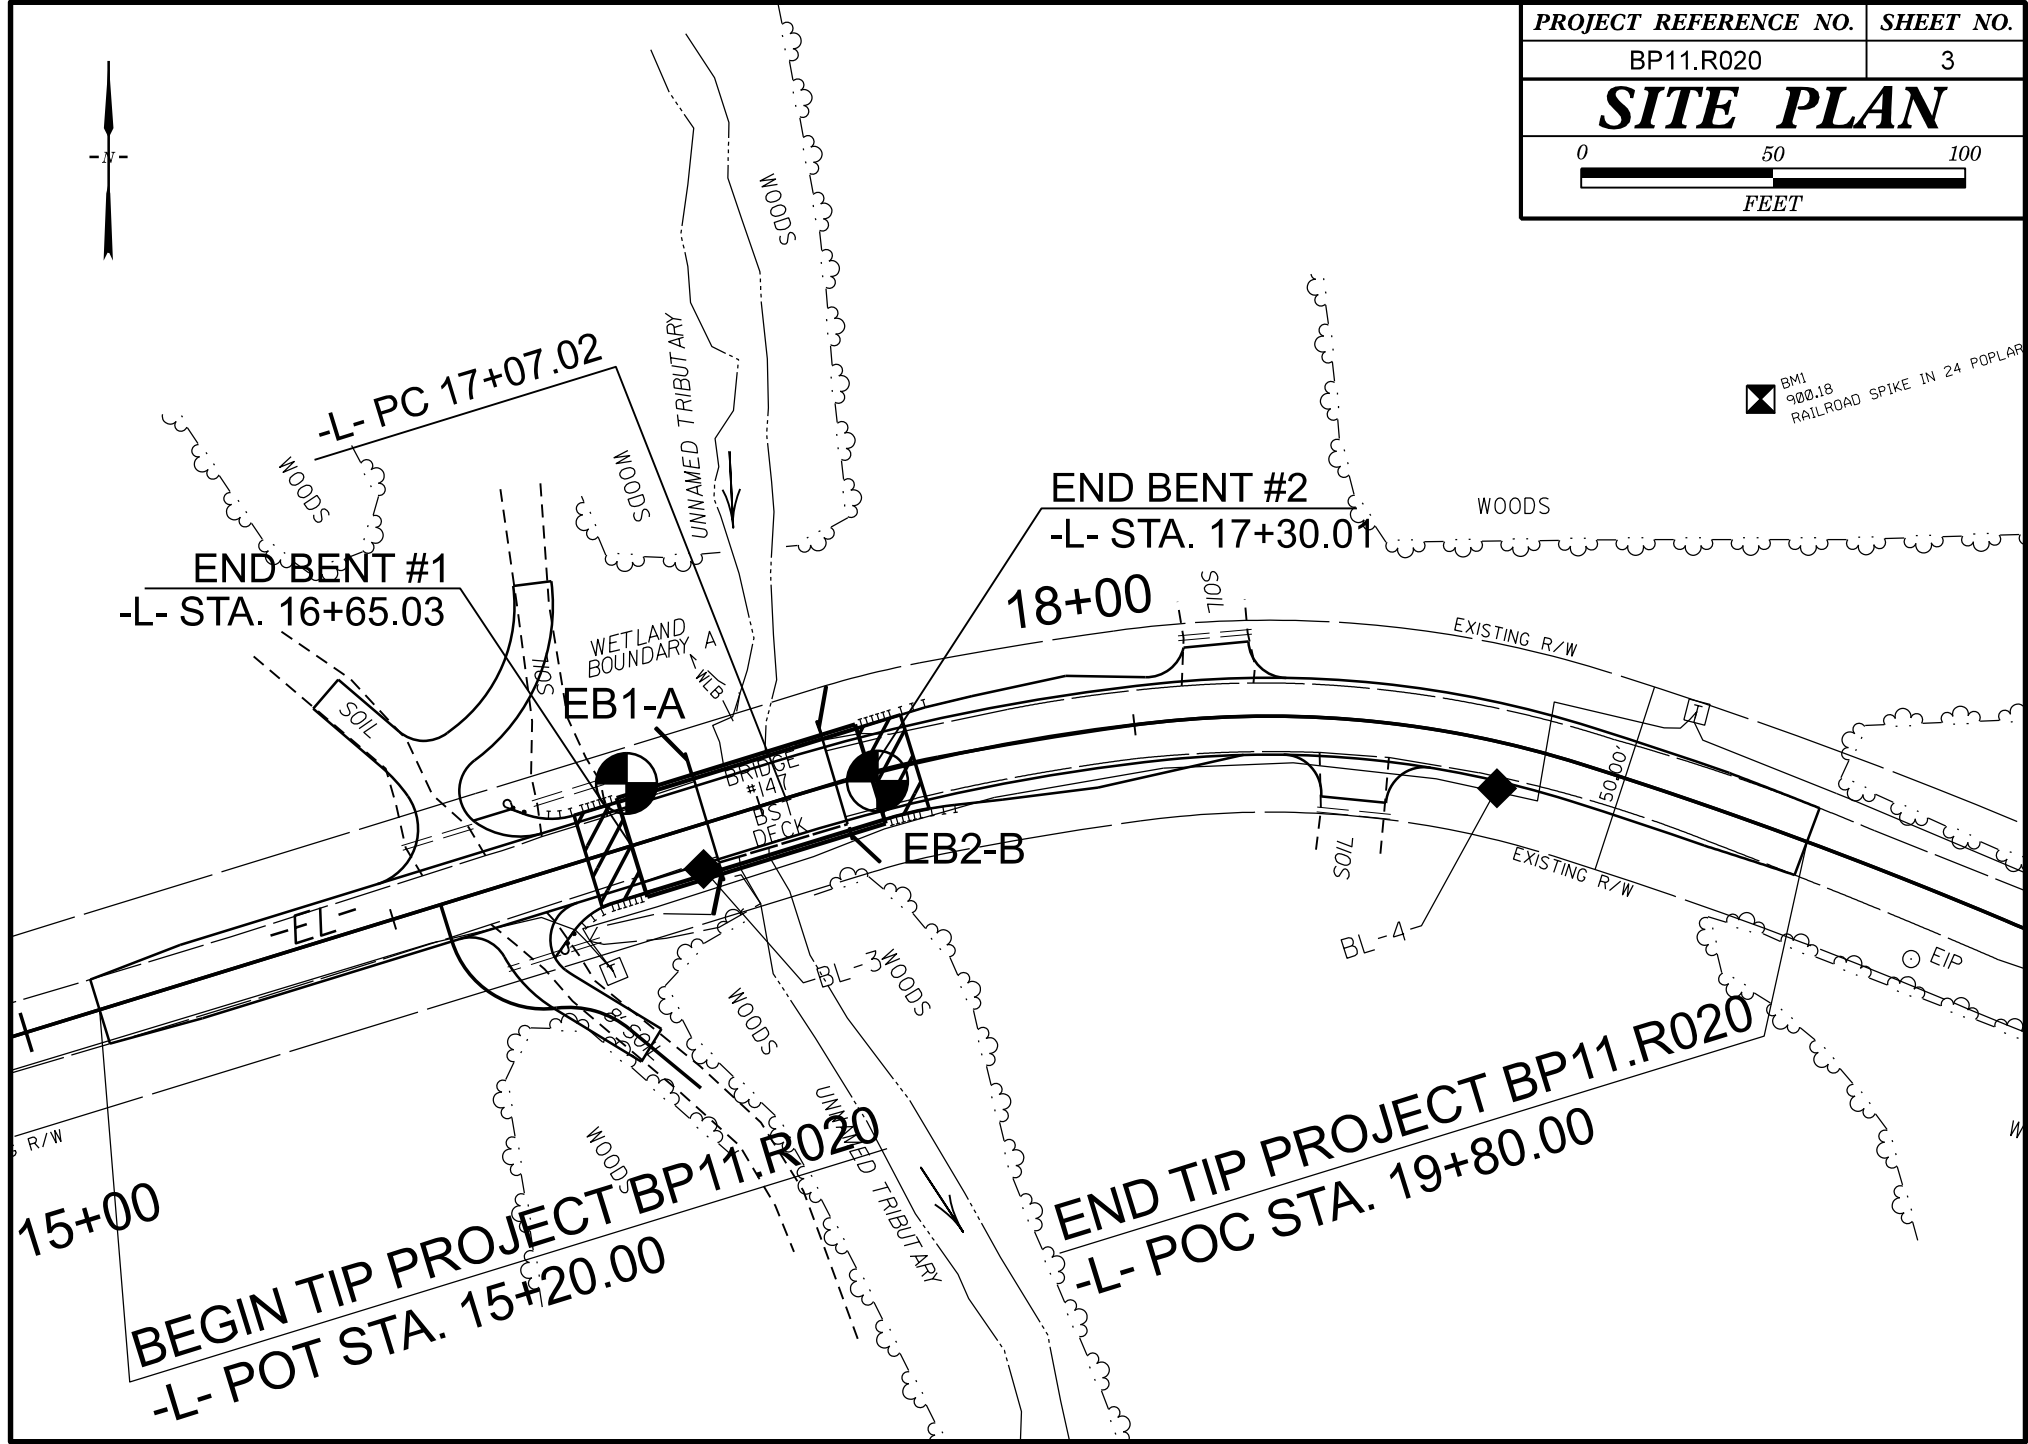 PROJECT REFERENCE NO. SHEET NO.
BP11.R020 3
SITE PLAN
0 50 100
FEET
-N-
WOODS
-L- PC 17+07.02
UNNAMED TRIBUTARY
BM1
900.18
RAILROAD SPIKE IN 24 POPLAR
WOODS
WOODS
END BENT #2
-L- STA. 17+30.01
WOODS
END BENT #1
-L- STA. 16+65.03
18+00
SOIL
EXISTING R/W
WETLAND
BOUNDARY A
WLB
SOIL
SOIL
EB1-A
BRIDGE
#147
BST
DECK
EB2-B
50.00'
SOIL
EXISTING R/W
-EL-
BL-3
BL-4
EIP
T
T
WOODS
WOODS
8' SOIL
WOODS
R/W
UNNAMED TRIBUTARY
15+00
BEGIN TIP PROJECT BP11.R020
-L- POT STA. 15+20.00
END TIP PROJECT BP11.R020
-L- POC STA. 19+80.00